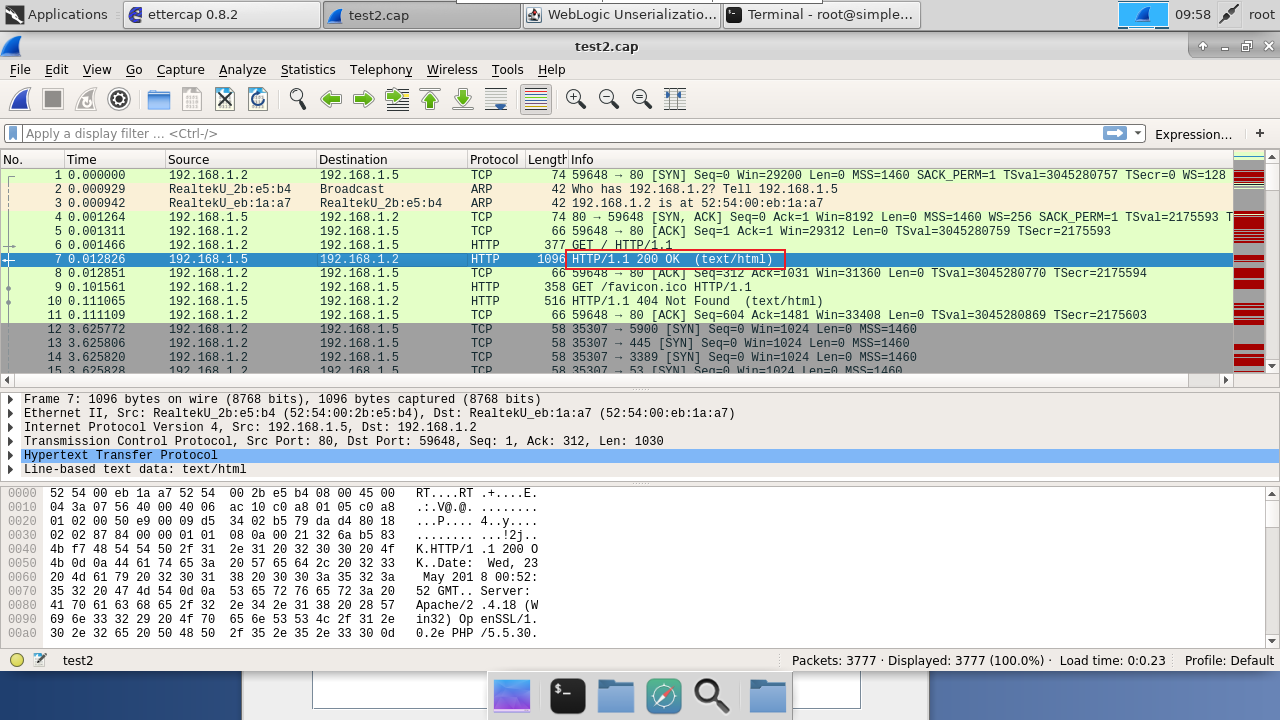 Applications
ettercap 0.8.2
test2.cap
WebLogic Unserializatio...
Terminal - root@simple...
09:58
root
test2.cap
File Edit View Go Capture Analyze Statistics Telephony Wireless Tools Help
Apply a display filter ... <Ctrl-/>
Expression...
+
No. Time Source Destination Protocol Length Info
1 0.000000 192.168.1.2 192.168.1.5 TCP 74 59648 → 80 [SYN] Seq=0 Win=29200 Len=0 MSS=1460 SACK_PERM=1 TSval=3045280757 TSecr=0 WS=128
2 0.000929 RealtekU_2b:e5:b4 Broadcast ARP 42 Who has 192.168.1.2? Tell 192.168.1.5
3 0.000942 RealtekU_eb:1a:a7 RealtekU_2b:e5:b4 ARP 42 192.168.1.2 is at 52:54:00:eb:1a:a7
4 0.001264 192.168.1.5 192.168.1.2 TCP 74 80 → 59648 [SYN, ACK] Seq=0 Ack=1 Win=8192 Len=0 MSS=1460 WS=256 SACK_PERM=1 TSval=2175593 T
5 0.001311 192.168.1.2 192.168.1.5 TCP 66 59648 → 80 [ACK] Seq=1 Ack=1 Win=29312 Len=0 TSval=3045280759 TSecr=2175593
6 0.001466 192.168.1.2 192.168.1.5 HTTP 377 GET / HTTP/1.1
7 0.012826 192.168.1.5 192.168.1.2 HTTP 1096 HTTP/1.1 200 OK (text/html)
8 0.012851 192.168.1.2 192.168.1.5 TCP 66 59648 → 80 [ACK] Seq=312 Ack=1031 Win=31360 Len=0 TSval=3045280770 TSecr=2175594
9 0.101561 192.168.1.2 192.168.1.5 HTTP 358 GET /favicon.ico HTTP/1.1
10 0.111065 192.168.1.5 192.168.1.2 HTTP 516 HTTP/1.1 404 Not Found (text/html)
11 0.111109 192.168.1.2 192.168.1.5 TCP 66 59648 → 80 [ACK] Seq=604 Ack=1481 Win=33408 Len=0 TSval=3045280869 TSecr=2175603
12 3.625772 192.168.1.2 192.168.1.5 TCP 58 35307 → 5900 [SYN] Seq=0 Win=1024 Len=0 MSS=1460
13 3.625806 192.168.1.2 192.168.1.5 TCP 58 35307 → 445 [SYN] Seq=0 Win=1024 Len=0 MSS=1460
14 3.625820 192.168.1.2 192.168.1.5 TCP 58 35307 → 3389 [SYN] Seq=0 Win=1024 Len=0 MSS=1460
15 3.625828 192.168.1.2 192.168.1.5 TCP 58 35307 → 53 [SYN] Seq=0 Win=1024 Len=0 MSS=1460
Frame 7: 1096 bytes on wire (8768 bits), 1096 bytes captured (8768 bits)
Ethernet II, Src: RealtekU_2b:e5:b4 (52:54:00:2b:e5:b4), Dst: RealtekU_eb:1a:a7 (52:54:00:eb:1a:a7)
Internet Protocol Version 4, Src: 192.168.1.5, Dst: 192.168.1.2
Transmission Control Protocol, Src Port: 80, Dst Port: 59648, Seq: 1, Ack: 312, Len: 1030
Hypertext Transfer Protocol
Line-based text data: text/html
0000 52 54 00 eb 1a a7 52 54 00 2b e5 b4 08 00 45 00 RT....RT .+....E.
0010 04 3a 07 56 40 00 40 06 ac 10 c0 a8 01 05 c0 a8 .:.V@.@. ........
0020 01 02 00 50 e9 00 09 d5 34 02 b5 79 da d4 80 18 ...P.... 4..y....
0030 02 02 87 84 00 00 01 01 08 0a 00 21 32 6a b5 83 ........ ...!2j..
0040 4b f7 48 54 54 50 2f 31 2e 31 20 32 30 30 20 4f K.HTTP/1 .1 200 O
0050 4b 0d 0a 44 61 74 65 3a 20 57 65 64 2c 20 32 33 K..Date: Wed, 23
0060 20 4d 61 79 20 32 30 31 38 20 30 30 3a 35 32 3a May 201 8 00:52:
0070 35 32 20 47 4d 54 0d 0a 53 65 72 76 65 72 3a 20 52 GMT.. Server:
0080 41 70 61 63 68 65 2f 32 2e 34 2e 31 38 20 28 57 Apache/2 .4.18 (W
0090 69 6e 33 32 29 20 4f 70 65 6e 53 53 4c 2f 31 2e in32) Op enSSL/1.
00a0 30 2e 32 65 20 50 48 50 2f 35 2e 35 2e 33 30 0d 0.2e PHP /5.5.30.
test2
Packets: 3777 · Displayed: 3777 (100.0%) · Load time: 0:0.23
Profile: Default